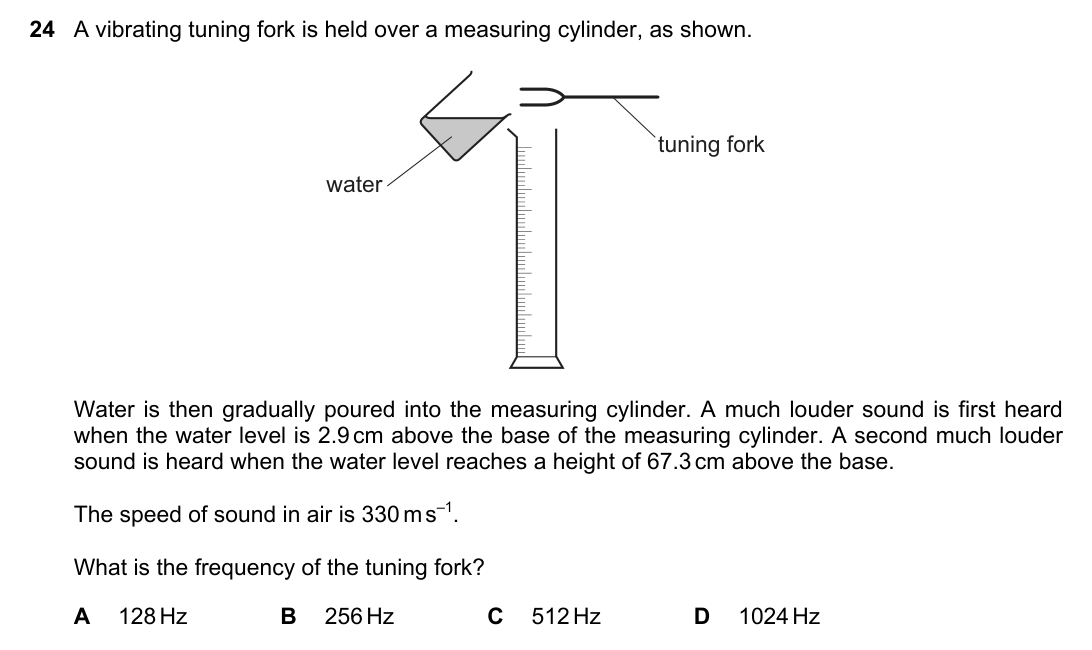 24 A vibrating tuning fork is held over a measuring cylinder, as shown.
tuning fork
water
Water is then gradually poured into the measuring cylinder. A much louder sound is first heard
when the water level is 2.9 cm above the base of the measuring cylinder. A second much louder
sound is heard when the water level reaches a height of 67.3 cm above the base.
The speed of sound in air is 330 m s⁻¹.
What is the frequency of the tuning fork?
A 128 Hz B 256 Hz C 512 Hz D 1024 Hz